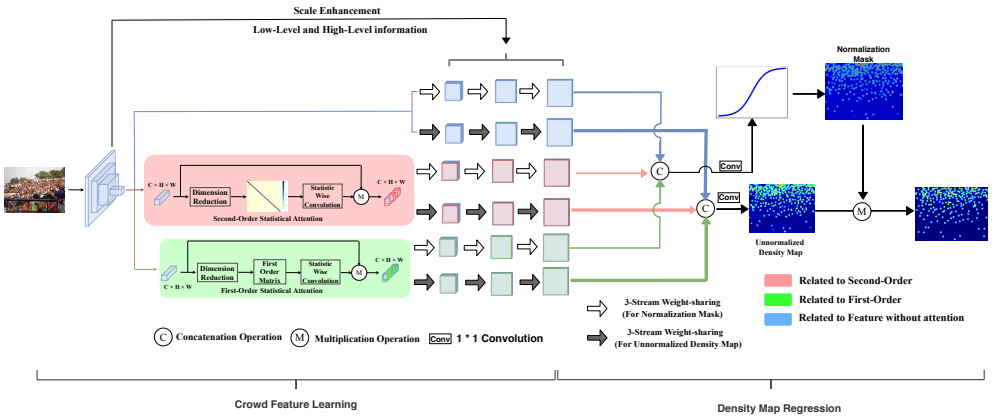 Scale Enhancement
Low-Level and High-Level information
Normalization
Mask
C × H × W
Dimension
Reduction
Statistic
Wise
Convolution
M
C × H × W
Second-Order Statistical Attention
C
Conv
C
Conv
Unnormalized
Density Map
M
C × H × W
Dimension
Reduction
First
Order
Matrix
Statistic
Wise
Convolution
M
C × H × W
First-Order Statistical Attention
Related to Second-Order
Related to First-Order
Related to Feature without attention
3-Stream Weight-sharing
(For Normalization Mask)
3-Stream Weight-sharing
(For Unnormalized Density Map)
C Concatenation Operation
M Multiplication Operation
Conv 1 * 1 Convolution
Crowd Feature Learning
Density Map Regression